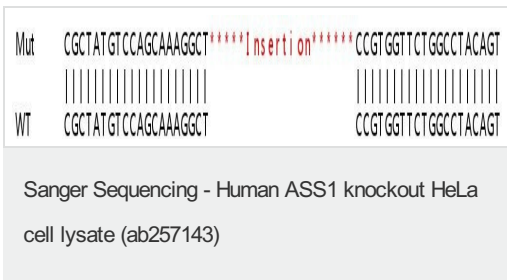 Mut CGCTATGTCCAGCAAAGGCT*****Insertion******CCGTGGTTCTGGCCTACAGT
||||||||||||||||||||  ||||||||||||||||||||
WT CGCTATGTCCAGCAAAGGCT CCGTGGTTCTGGCCTACAGT
Sanger Sequencing - Human ASS1 knockout HeLa
cell lysate (ab257143)